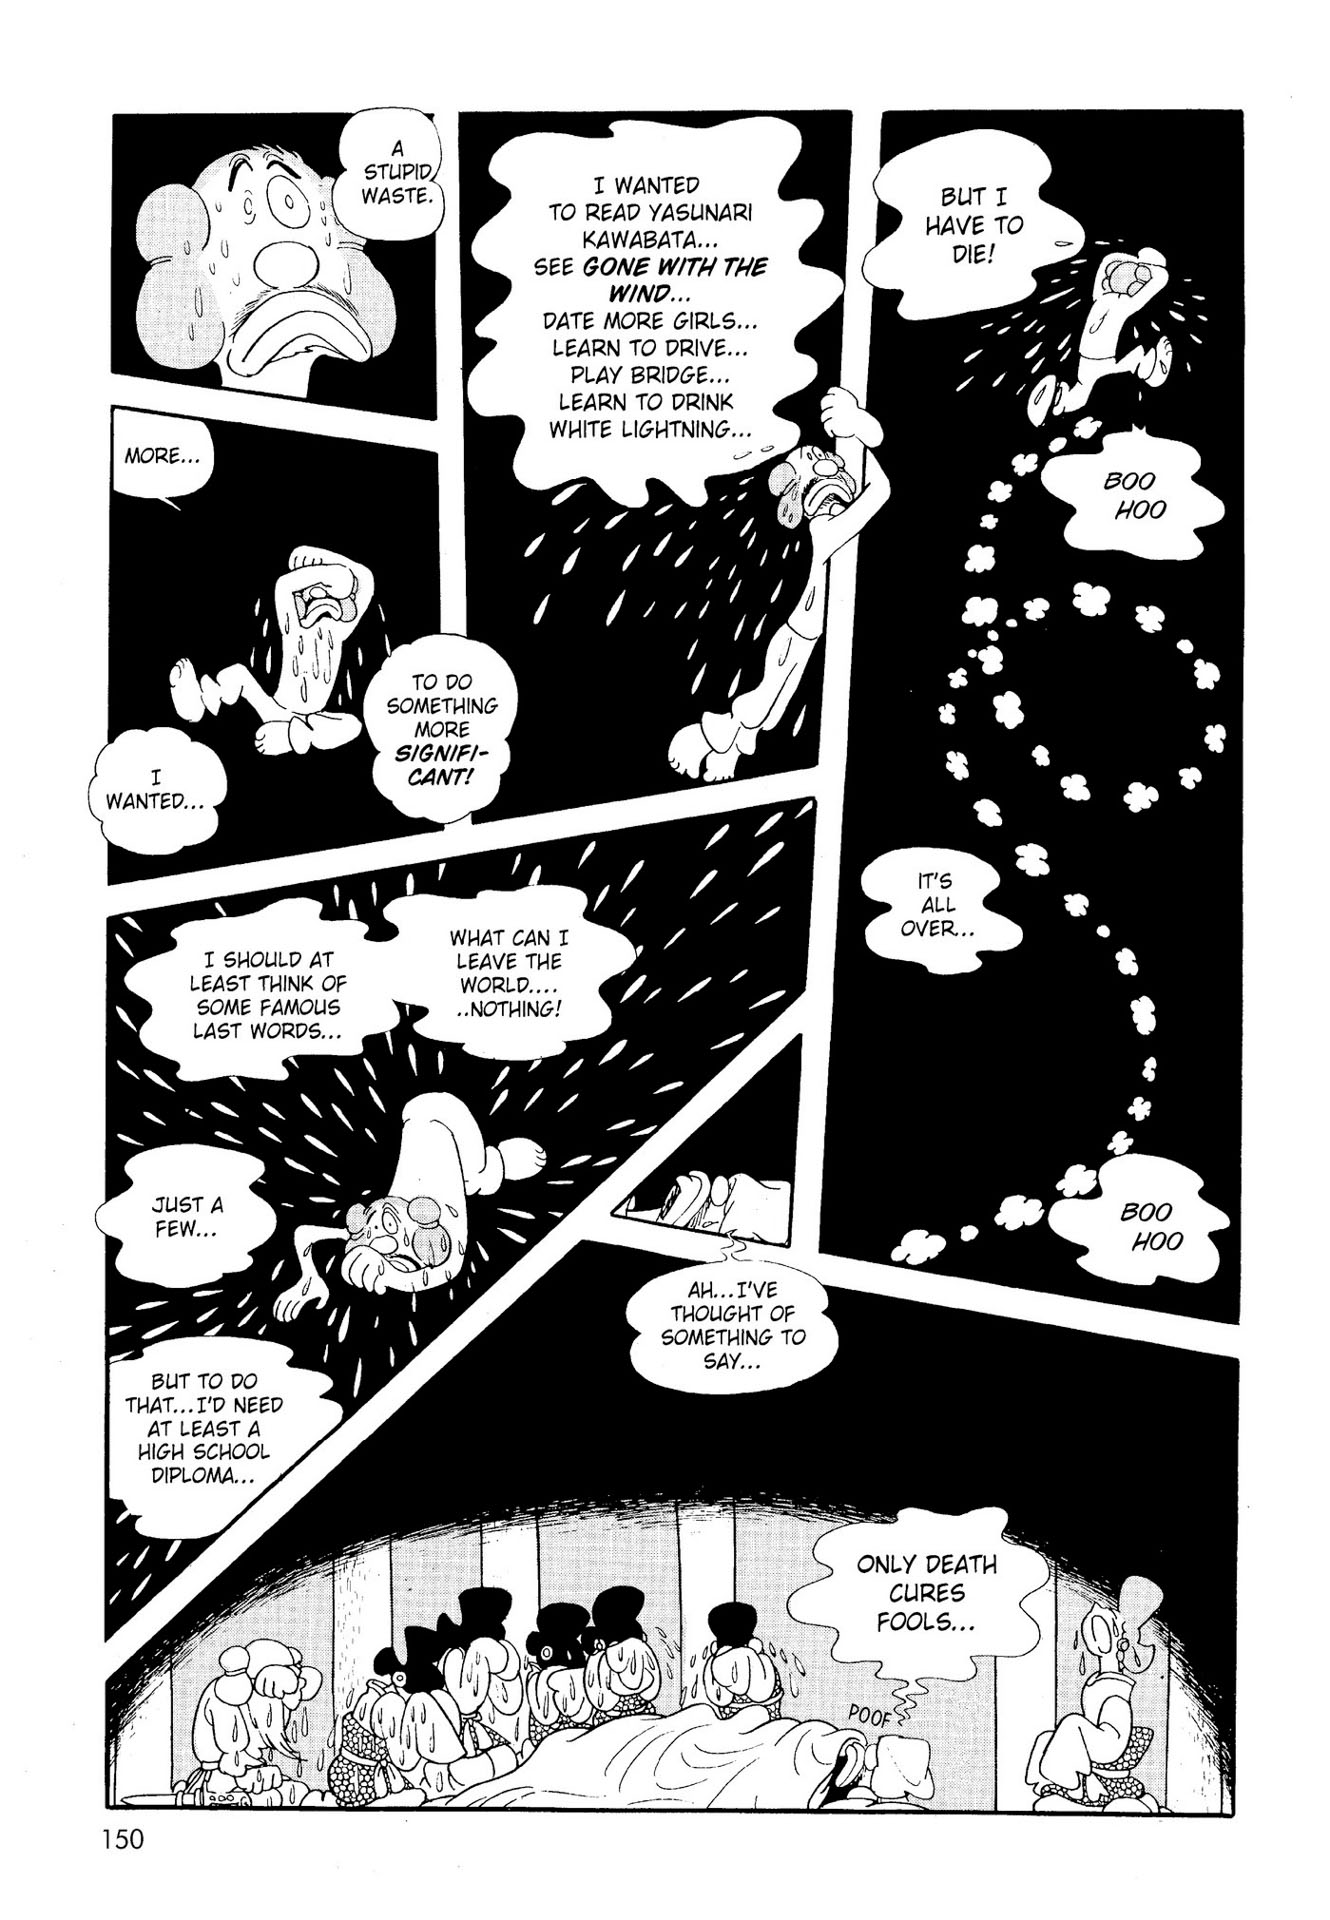 A
STUPID
WASTE.
MORE...
I
WANTED...
TO DO
SOMETHING
MORE
SIGNIFI-
CANT!
I WANTED
TO READ YASUNARI
KAWABATA...
SEE GONE WITH THE
WIND...
DATE MORE GIRLS...
LEARN TO DRIVE...
PLAY BRIDGE...
LEARN TO DRINK
WHITE LIGHTNING...
BUT I
HAVE TO
DIE!
BOO
HOO
IT'S
ALL
OVER...
BOO
HOO
WHAT CAN I
LEAVE THE
WORLD....
..NOTHING!
I SHOULD AT
LEAST THINK OF
SOME FAMOUS
LAST WORDS...
JUST A
FEW...
BUT TO DO
THAT...I'D NEED
AT LEAST A
HIGH SCHOOL
DIPLOMA...
AH...I'VE
THOUGHT OF
SOMETHING TO
SAY...
ONLY DEATH
CURES
FOOLS...
POOF
150